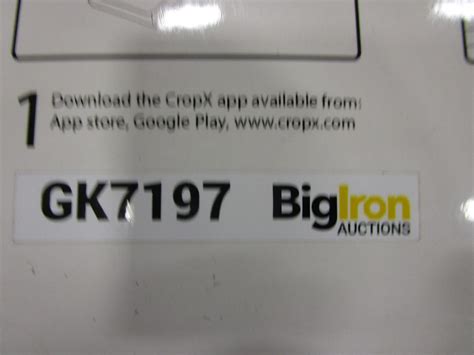 1
Download the CropX app available from:
App store, Google Play, www.cropx.com
GK7197
BigIron
AUCTIONS